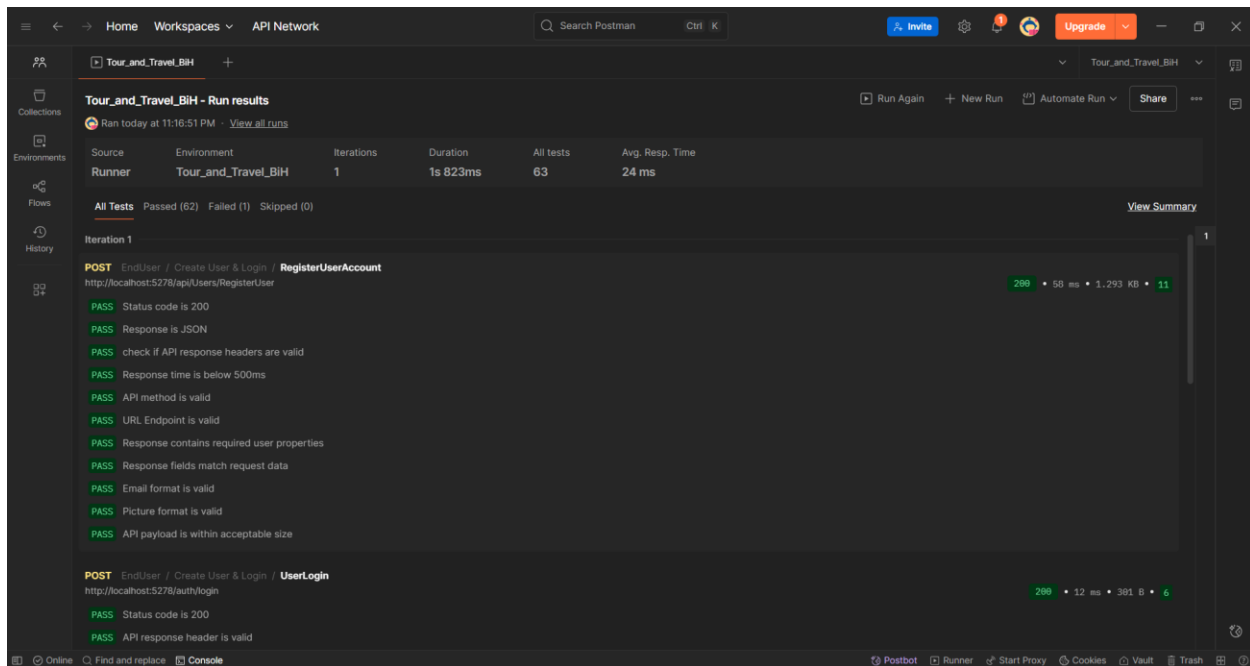 Home Workspaces API Network Search Postman Ctrl K Invite Upgrade
Tour_and_Travel_BiH + Tour_and_Travel_BiH
Collections
Environments
Flows
History
Tour_and_Travel_BiH - Run results
Run Again + New Run Automate Run Share
Ran today at 11:16:51 PM · View all runs
Source Environment Iterations Duration All tests Avg. Resp. Time
Runner Tour_and_Travel_BiH 1 1s 823ms 63 24 ms
All Tests Passed (62) Failed (1) Skipped (0) View Summary
Iteration 1 1
POST EndUser / Create User & Login / RegisterUserAccount
http://localhost:5278/api/Users/RegisterUser 200 • 58 ms • 1.293 KB • 11
PASS Status code is 200
PASS Response is JSON
PASS check if API response headers are valid
PASS Response time is below 500ms
PASS API method is valid
PASS URL Endpoint is valid
PASS Response contains required user properties
PASS Response fields match request data
PASS Email format is valid
PASS Picture format is valid
PASS API payload is within acceptable size
POST EndUser / Create User & Login / UserLogin
http://localhost:5278/auth/login 200 • 12 ms • 301 B • 6
PASS Status code is 200
PASS API response header is valid
Online Find and replace Console Postbot Runner Start Proxy Cookies Vault Trash